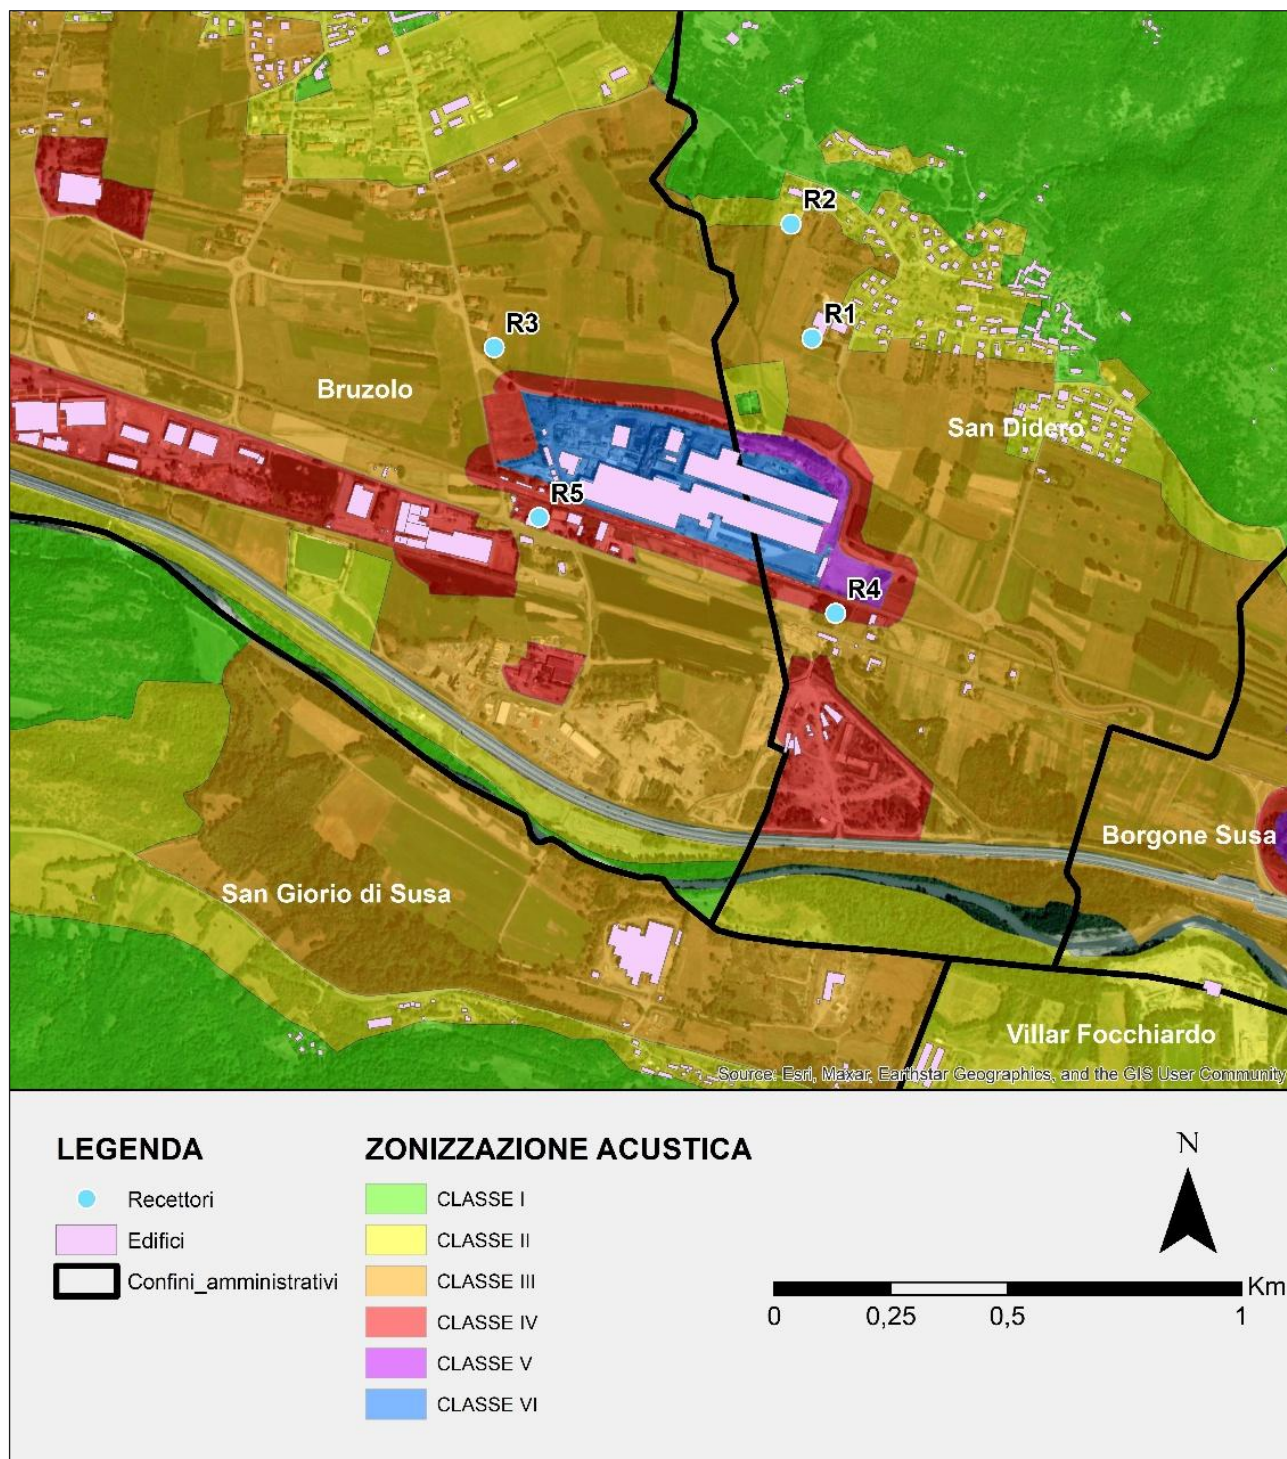 R2
R1
R3
Bruzolo
San Didero
R5
R4
Borgone Susa
San Giorio di Susa
Villar Focchiardo
Source: Esri, Maxar, Earthstar Geographics, and the GIS User Community
LEGENDA
Recettori
Edifici
Confini_amministrativi
ZONIZZAZIONE ACUSTICA
CLASSE I
CLASSE II
CLASSE III
CLASSE IV
CLASSE V
CLASSE VI
N
Km
0 0,25 0,5 1